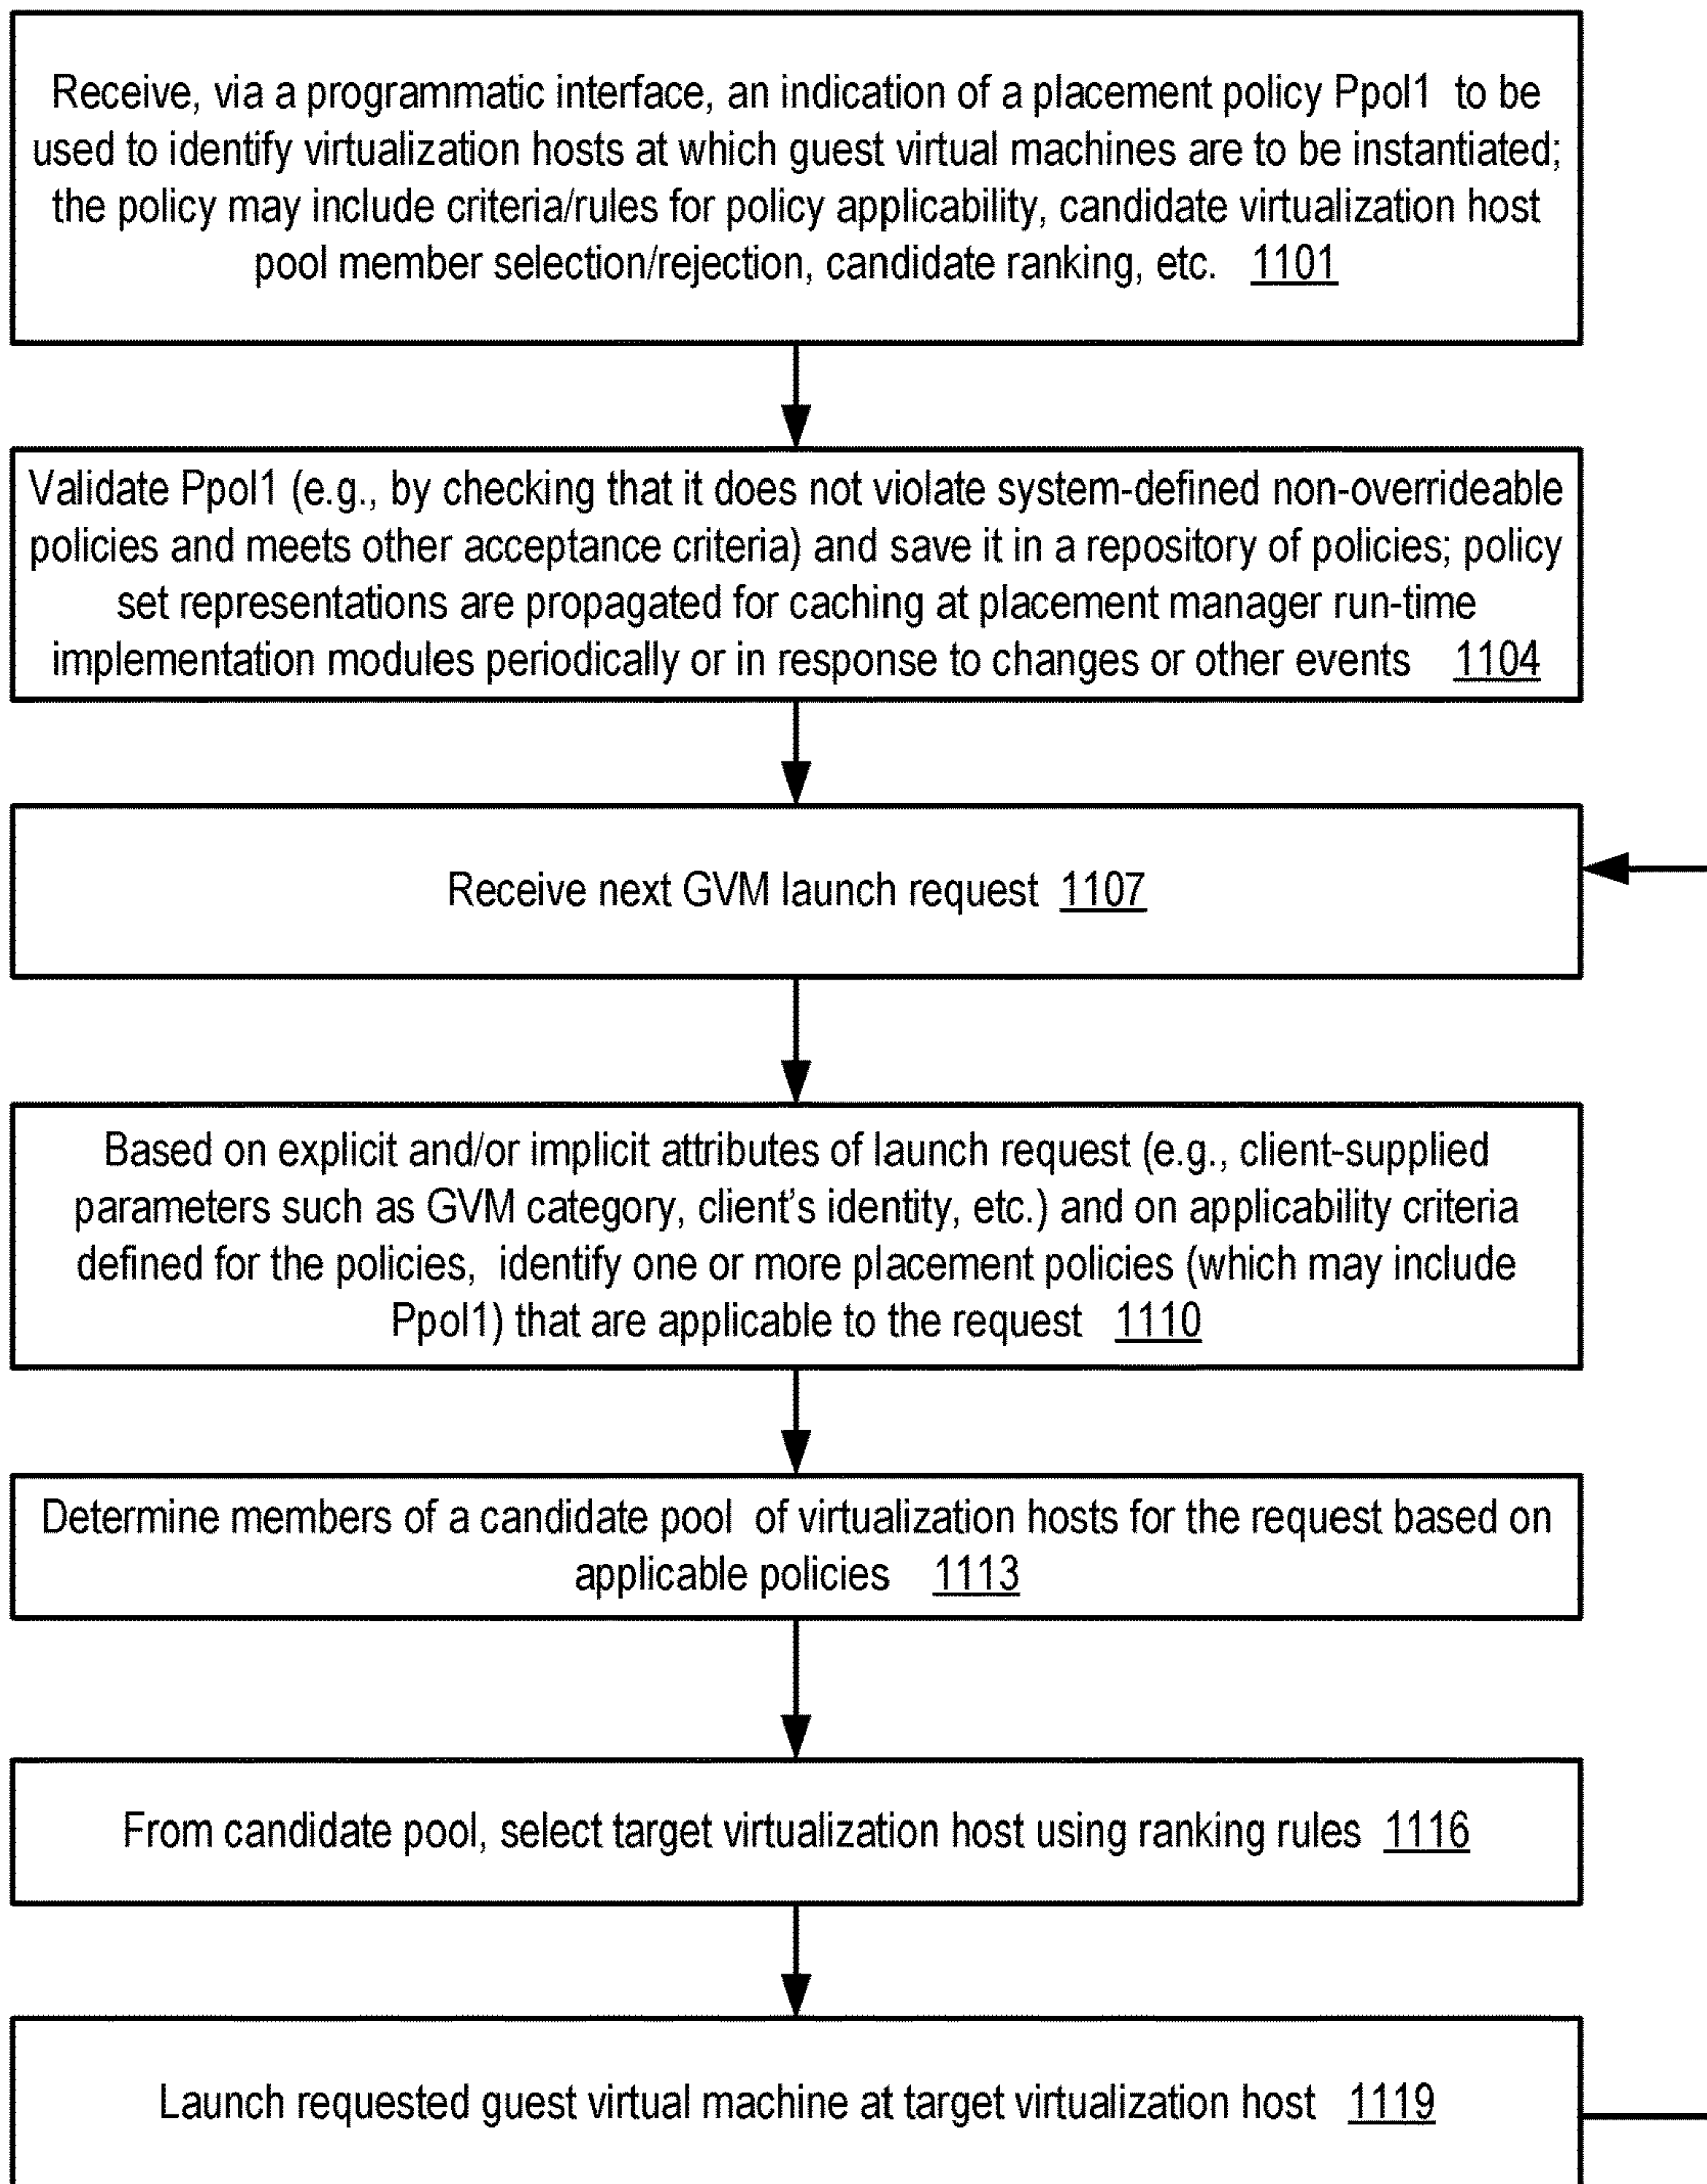 Receive, via a programmatic interface, an indication of a placement policy Ppol1 to be
used to identify virtualization hosts at which guest virtual machines are to be instantiated;
the policy may include criteria/rules for policy applicability, candidate virtualization host
pool member selection/rejection, candidate ranking, etc. 1101
Validate Ppol1 (e.g., by checking that it does not violate system-defined non-overrideable
policies and meets other acceptance criteria) and save it in a repository of policies; policy
set representations are propagated for caching at placement manager run-time
implementation modules periodically or in response to changes or other events 1104
Receive next GVM launch request 1107
Based on explicit and/or implicit attributes of launch request (e.g., client-supplied
parameters such as GVM category, client's identity, etc.) and on applicability criteria
defined for the policies, identify one or more placement policies (which may include
Ppol1) that are applicable to the request 1110
Determine members of a candidate pool of virtualization hosts for the request based on
applicable policies 1113
From candidate pool, select target virtualization host using ranking rules 1116
Launch requested guest virtual machine at target virtualization host 1119